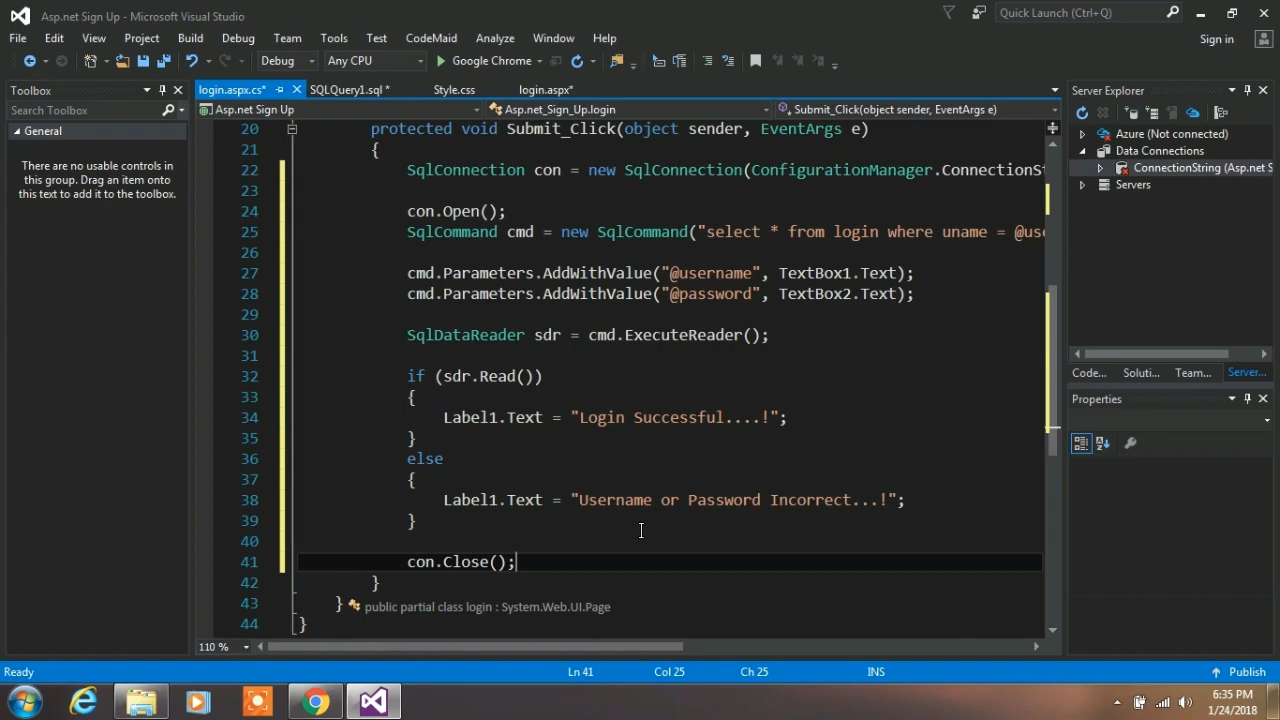 Asp.net Sign Up - Microsoft Visual Studio
Quick Launch (Ctrl+Q)
File Edit View Project Build Debug Team Tools Test CodeMaid Analyze Window Help
Sign in
Debug Any CPU Google Chrome
Toolbox
login.aspx.cs* SQLQuery1.sql * Style.css login.aspx*
Server Explorer
Search Toolbox
Asp.net Sign Up Asp.net_Sign_Up.login Submit_Click(object sender, EventArgs e)
General
There are no usable controls in
this group. Drag an item onto
this text to add it to the toolbox.
20 protected void Submit_Click(object sender, EventArgs e)
21 {
22 SqlConnection con = new SqlConnection(ConfigurationManager.ConnectionSt
23
24 con.Open();
25 SqlCommand cmd = new SqlCommand("select * from login where uname = @use
26
27 cmd.Parameters.AddWithValue("@username", TextBox1.Text);
28 cmd.Parameters.AddWithValue("@password", TextBox2.Text);
29
30 SqlDataReader sdr = cmd.ExecuteReader();
31
32 if (sdr.Read())
33 {
34 Label1.Text = "Login Successful....!";
35 }
36 else
37 {
38 Label1.Text = "Username or Password Incorrect...!";
39 }
40
41 con.Close();
42 }
43 } public partial class login : System.Web.UI.Page
44 }
110 %
Azure (Not connected)
Data Connections
ConnectionString (Asp.net S
Servers
Code... Soluti... Team... Server...
Properties
Ready Ln 41 Col 25 Ch 25 INS Publish
6:35 PM
1/24/2018